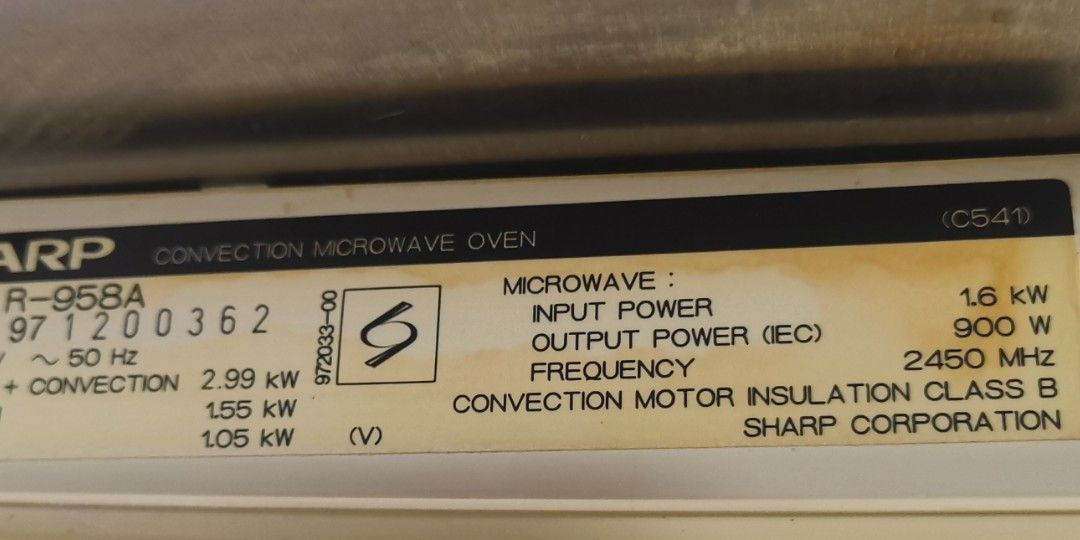 ARP CONVECTION MICROWAVE OVEN (C541)
R-958A
971200362
~ 50 Hz
+ CONVECTION 2.99 kW
1.55 kW
1.05 kW (V)
972033-00
MICROWAVE :
INPUT POWER 1.6 kW
OUTPUT POWER (IEC) 900 W
FREQUENCY 2450 MHz
CONVECTION MOTOR INSULATION CLASS B
SHARP CORPORATION